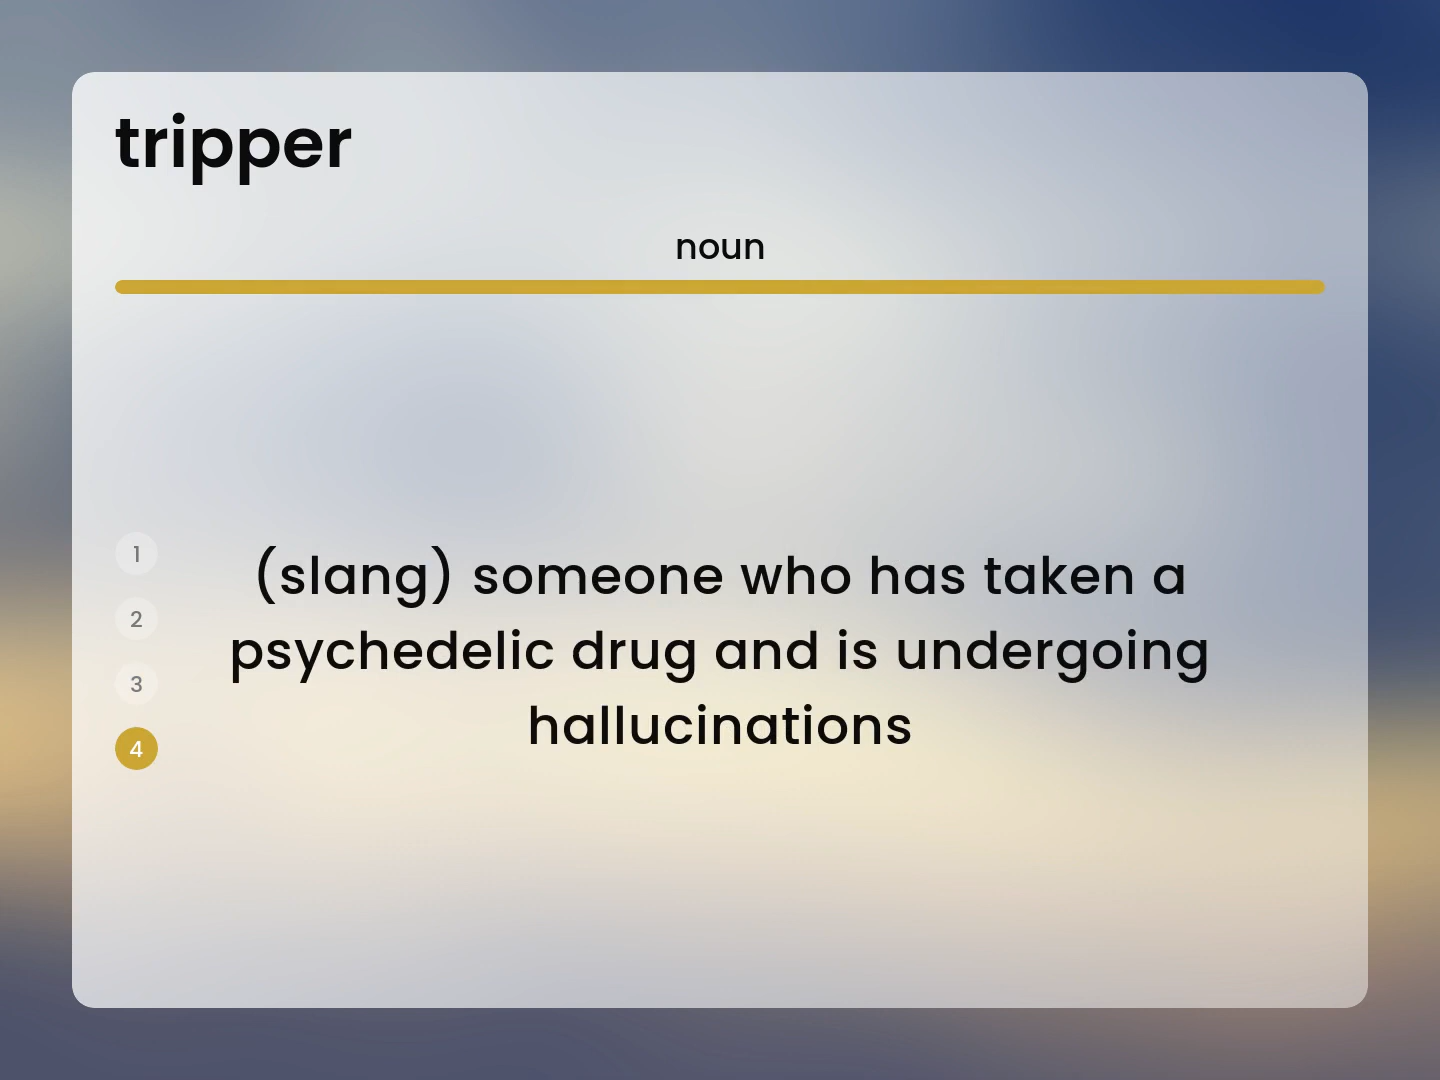 tripper
noun
1
2
3
4
(slang) someone who has taken a
psychedelic drug and is undergoing
hallucinations